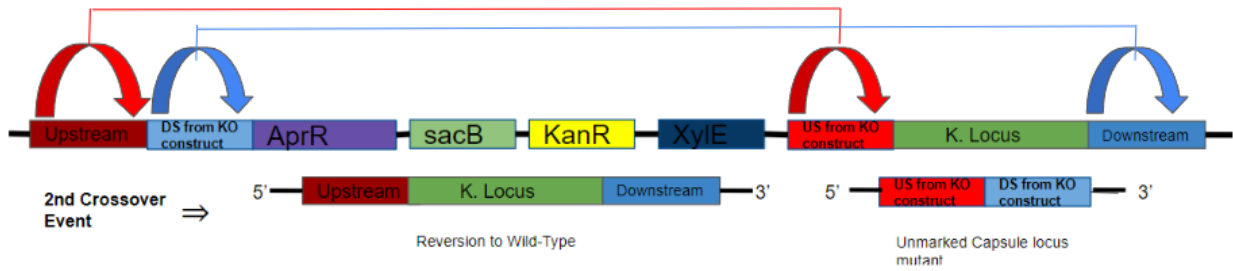 Upstream
DS from KO
construct
AprR
sacB
KanR
XylE
US from KO
construct
K. Locus
Downstream
2nd Crossover
Event
⇒
5'
Upstream
K. Locus
Downstream
3'
Reversion to Wild-Type
5'
US from KO
construct
DS from KO
construct
3'
Unmarked Capsule locus
mutant